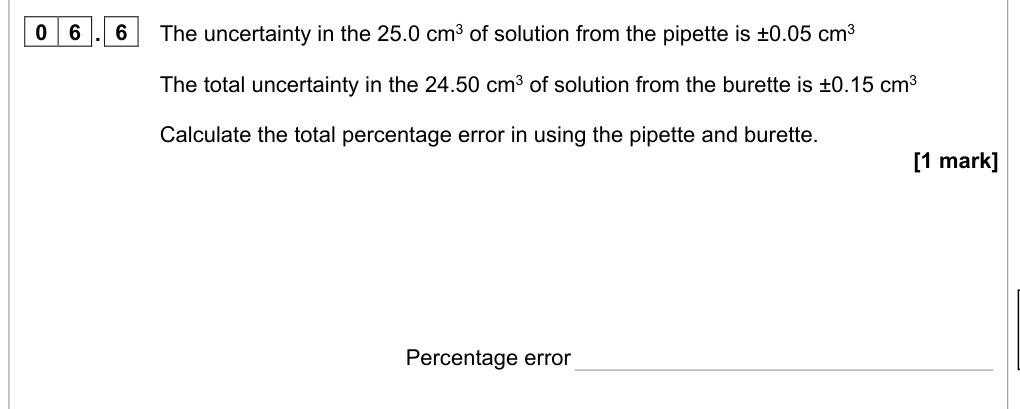 06.6 The uncertainty in the 25.0 cm³ of solution from the pipette is ±0.05 cm³
The total uncertainty in the 24.50 cm³ of solution from the burette is ±0.15 cm³
Calculate the total percentage error in using the pipette and burette.
[1 mark]
Percentage error